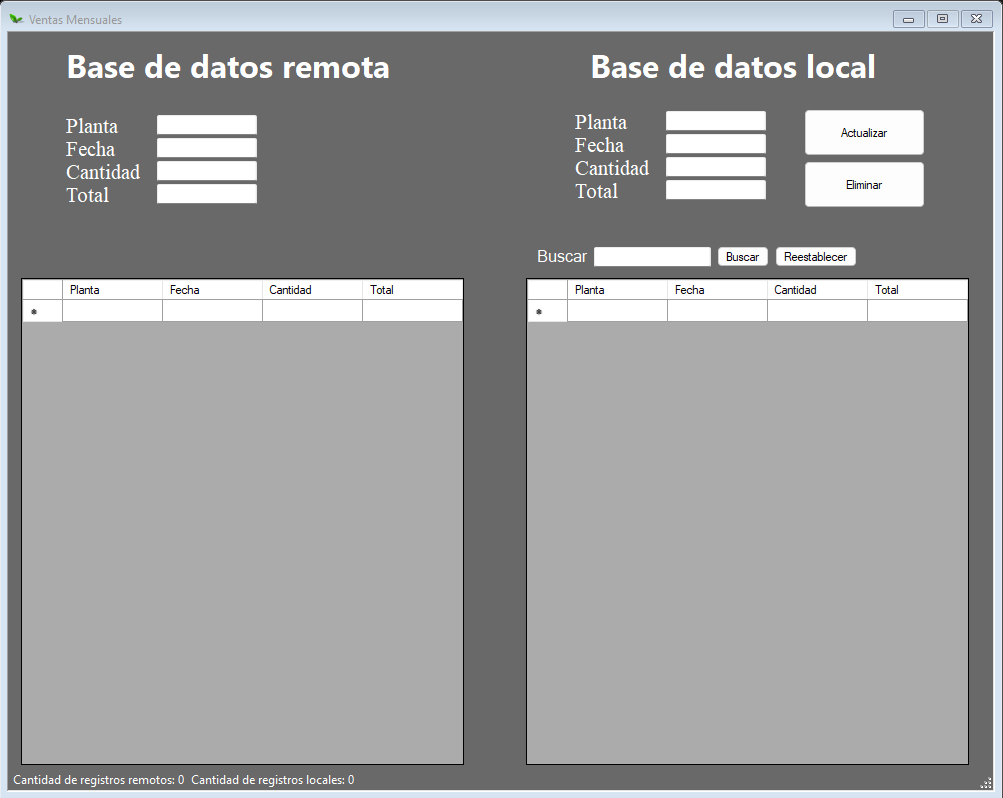 Ventas Mensuales
Base de datos remota
Base de datos local
Planta
Fecha
Cantidad
Total
Planta
Fecha
Cantidad
Total
Actualizar
Eliminar
Buscar Buscar Reestablecer
Planta Fecha Cantidad Total
*
Planta Fecha Cantidad Total
*
Cantidad de registros remotos: 0 Cantidad de registros locales: 0